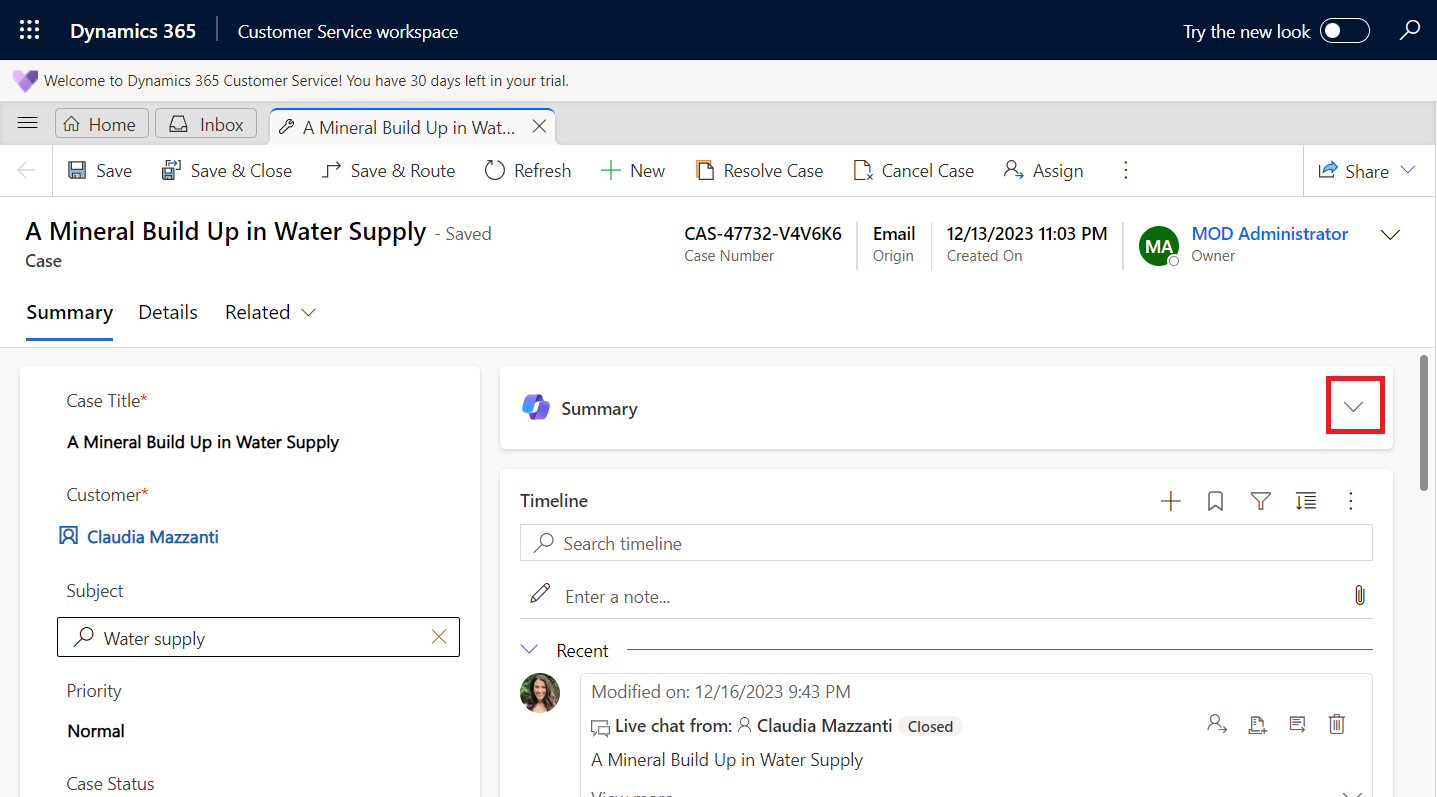 Dynamics 365 Customer Service workspace Try the new look
Welcome to Dynamics 365 Customer Service! You have 30 days left in your trial.
Home Inbox A Mineral Build Up in Wat...
Save Save & Close Save & Route Refresh New Resolve Case Cancel Case Assign Share
A Mineral Build Up in Water Supply - Saved
Case
CAS-47732-V4V6K6 Email 12/13/2023 11:03 PM MA MOD Administrator
Case Number Origin Created On Owner
Summary Details Related
Case Title*
A Mineral Build Up in Water Supply
Customer*
Claudia Mazzanti
Subject
Water supply
Priority
Normal
Case Status
Summary
Timeline
Search timeline
Enter a note...
Recent
Modified on: 12/16/2023 9:43 PM
Live chat from: Claudia Mazzanti Closed
A Mineral Build Up in Water Supply
View more